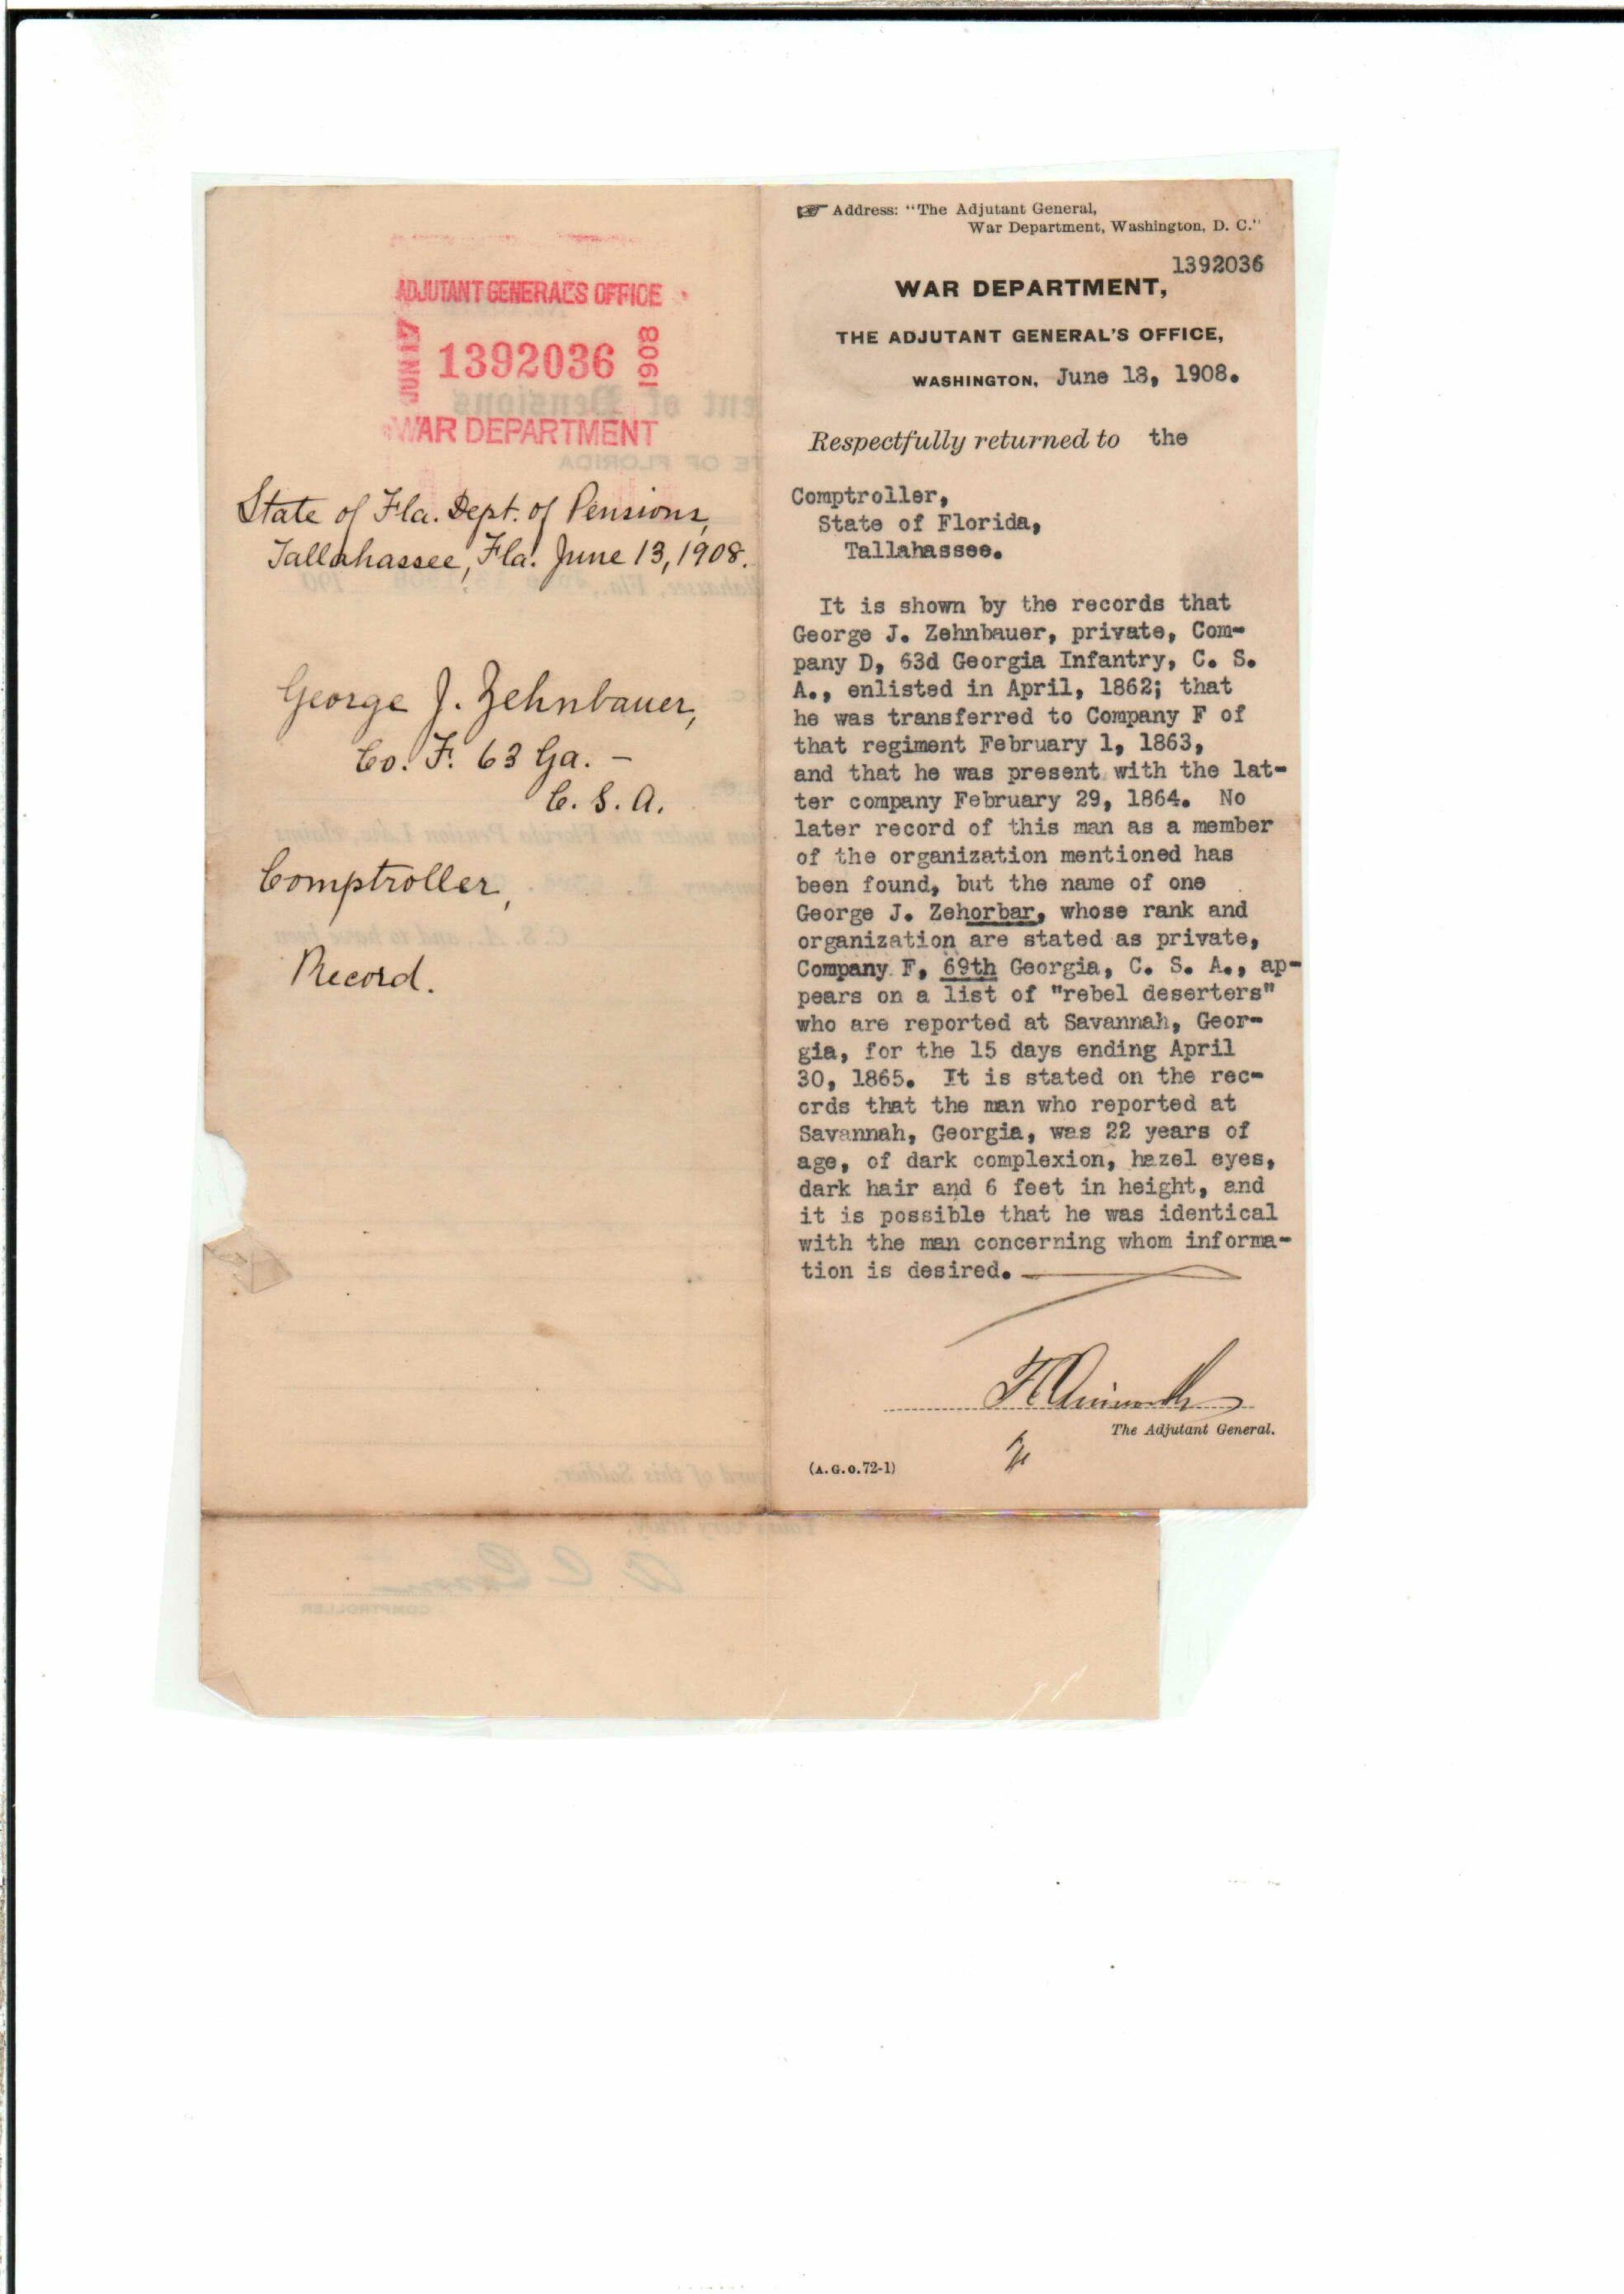 ADJUTANT GENERAL'S OFFICE
JUN 17 1392036 1908
WAR DEPARTMENT
State of Fla. Dept. of Pensions,
Tallahassee, Fla. June 13, 1908.
George J. Zehnbauer,
Co. F. 63 Ga. –
C. S. A.
Comptroller,
Record.
☞ Address: "The Adjutant General,
War Department, Washington, D. C."
1392036
WAR DEPARTMENT,
THE ADJUTANT GENERAL'S OFFICE,
WASHINGTON, June 18, 1908.
Respectfully returned to the
Comptroller,
State of Florida,
Tallahassee.
It is shown by the records that
George J. Zehnbauer, private, Com-
pany D, 63d Georgia Infantry, C. S.
A., enlisted in April, 1862; that
he was transferred to Company F of
that regiment February 1, 1863,
and that he was present with the lat-
ter company February 29, 1864. No
later record of this man as a member
of the organization mentioned has
been found, but the name of one
George J. Zehorbar, whose rank and
organization are stated as private,
Company F, 69th Georgia, C. S. A., ap-
pears on a list of "rebel deserters"
who are reported at Savannah, Geor-
gia, for the 15 days ending April
30, 1865. It is stated on the rec-
ords that the man who reported at
Savannah, Georgia, was 22 years of
age, of dark complexion, hazel eyes,
dark hair and 6 feet in height, and
it is possible that he was identical
with the man concerning whom informa-
tion is desired.
F C Ainsworth
The Adjutant General.
(A. G. O. 72-1)